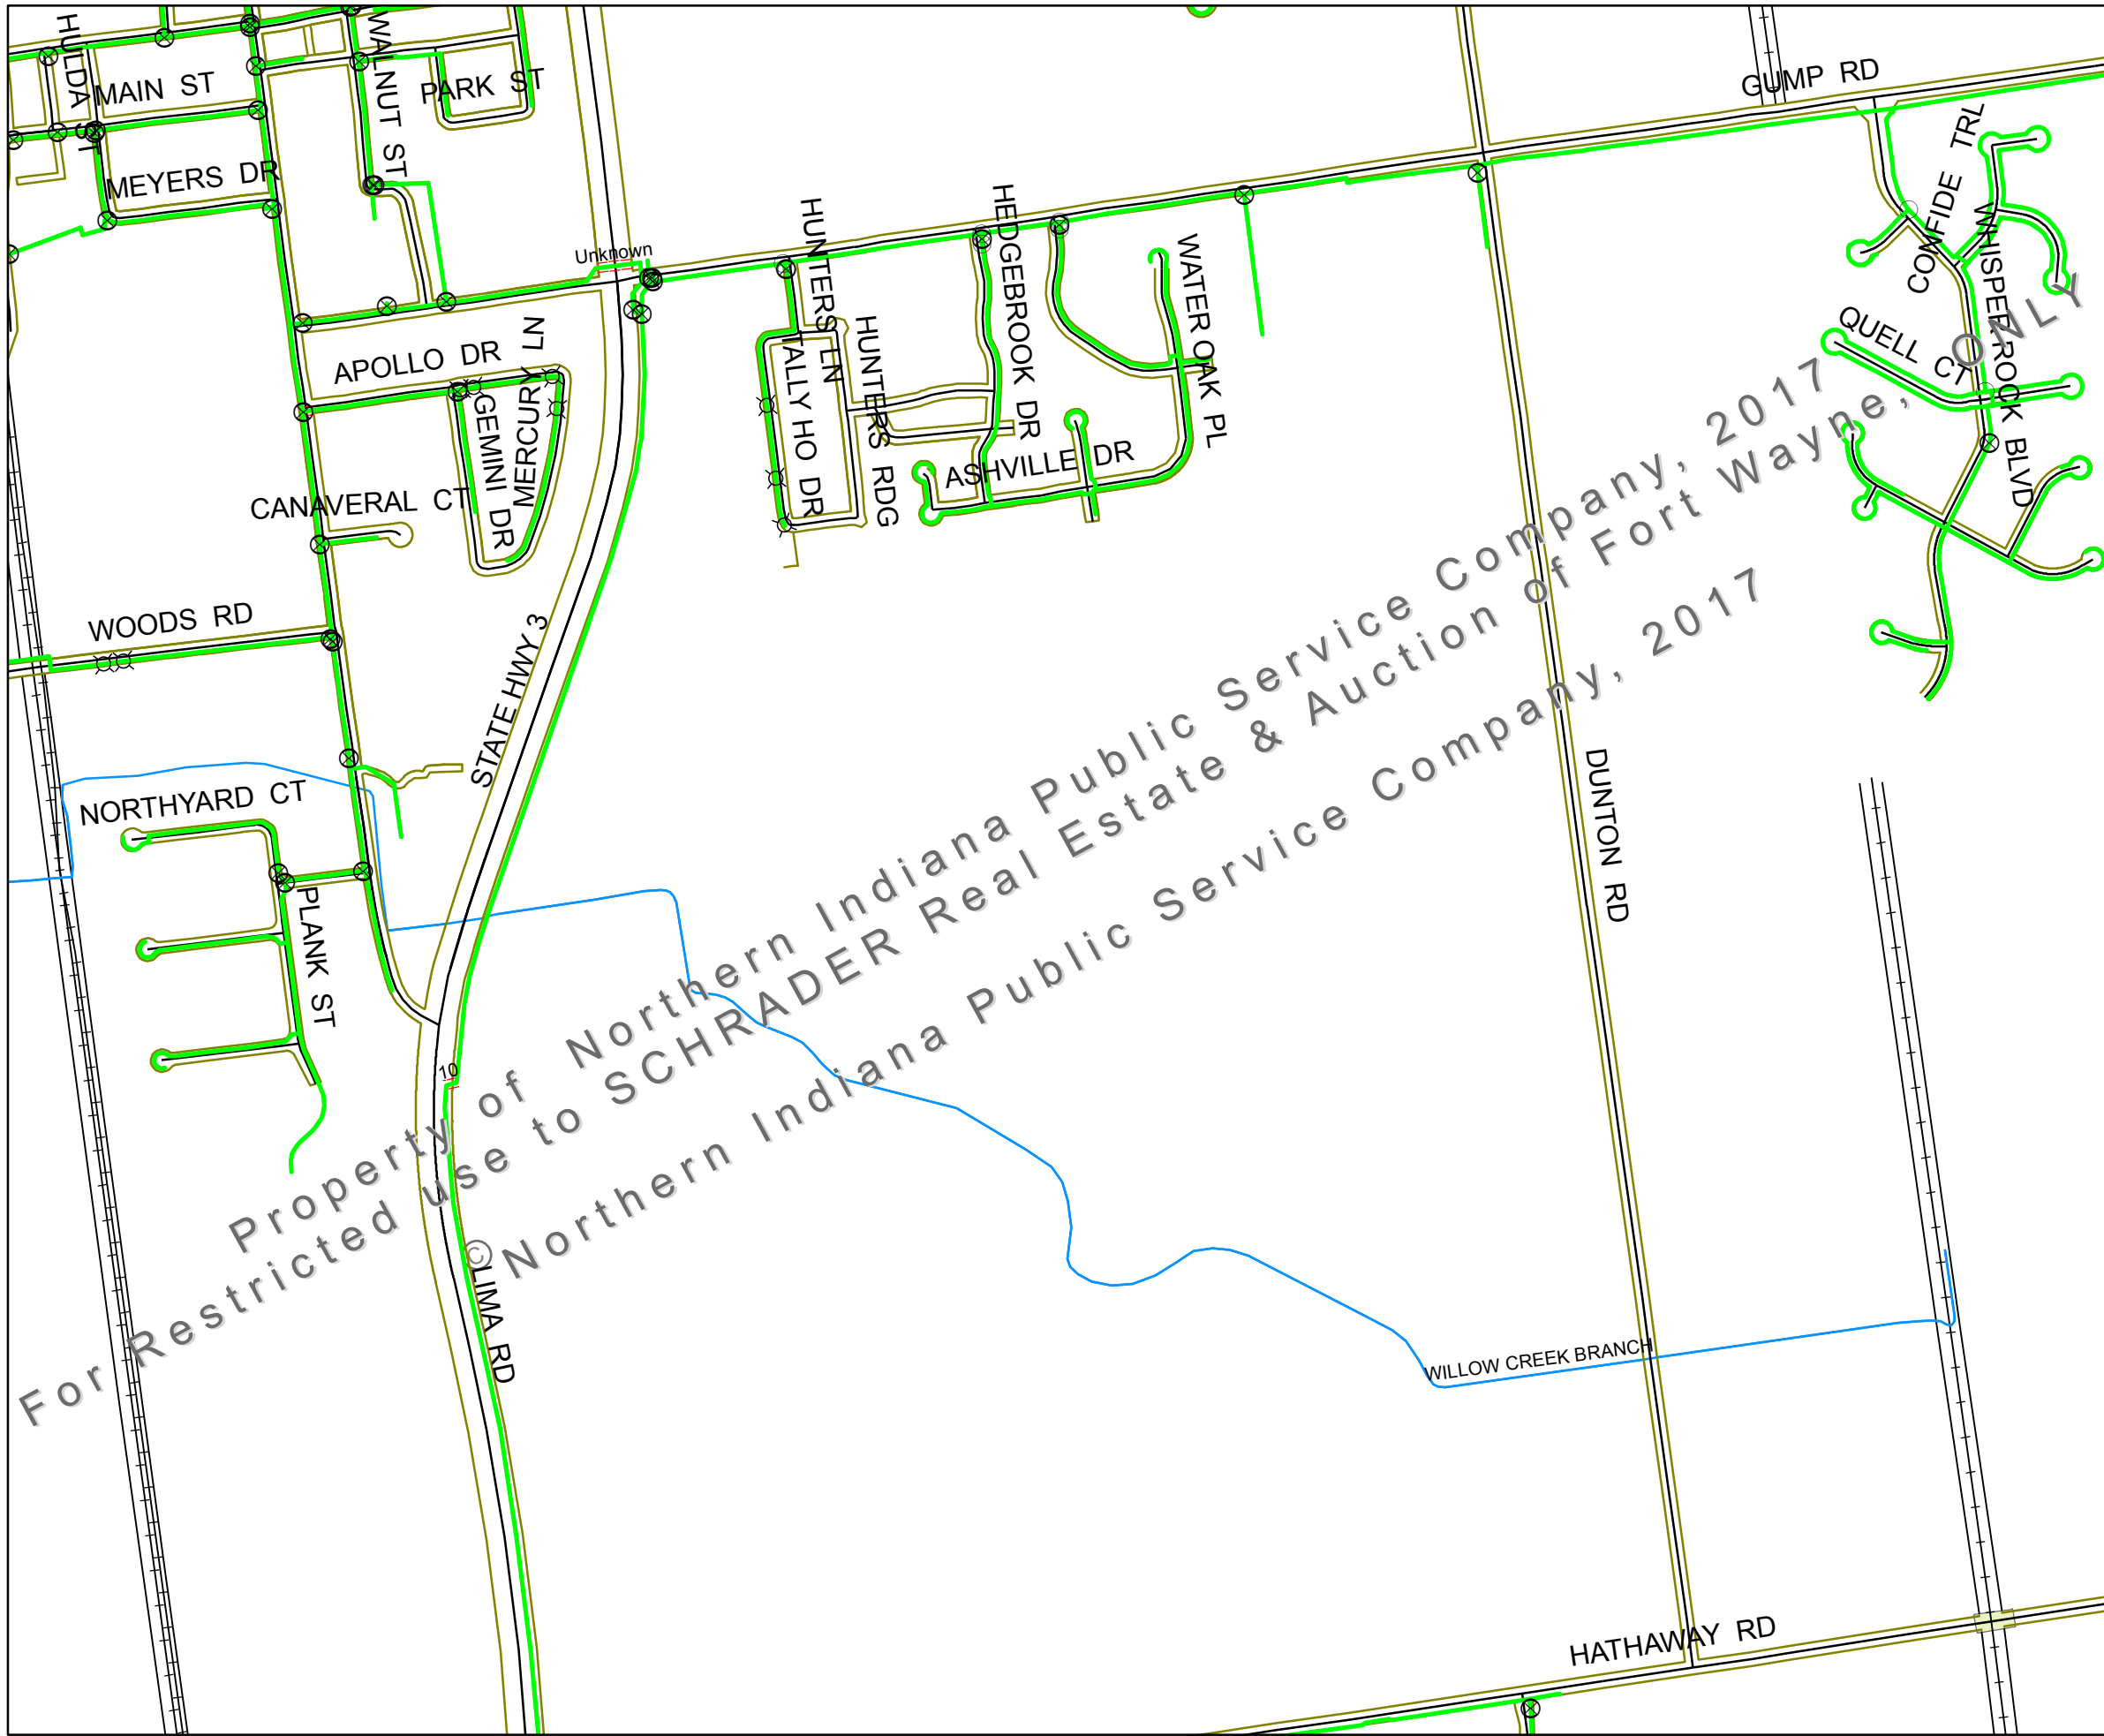 HULDA ST
MAIN ST
WALNUT ST
PARK ST
MEYERS DR
GUMP RD
COMFIDE TRL
WHISPER ROCK BLVD
QUELL CT
Unknown
HUNTERS LN
HEDGEBROOK DR
WATER OAK PL
TALLY HO DR
HUNTERS RDG
ASHVILLE DR
APOLLO DR
MERCURY LN
GEMINI DR
CANAVERAL CT
WOODS RD
STATE HWY 3
NORTHYARD CT
PLANK ST
DUNTON RD
10
LIMA RD
WILLOW CREEK BRANCH
HATHAWAY RD
Property of Northern Indiana Public Service Company, 2017
For Restricted use to SCHRADER Real Estate & Auction of Fort Wayne, ONLY
© Northern Indiana Public Service Company, 2017